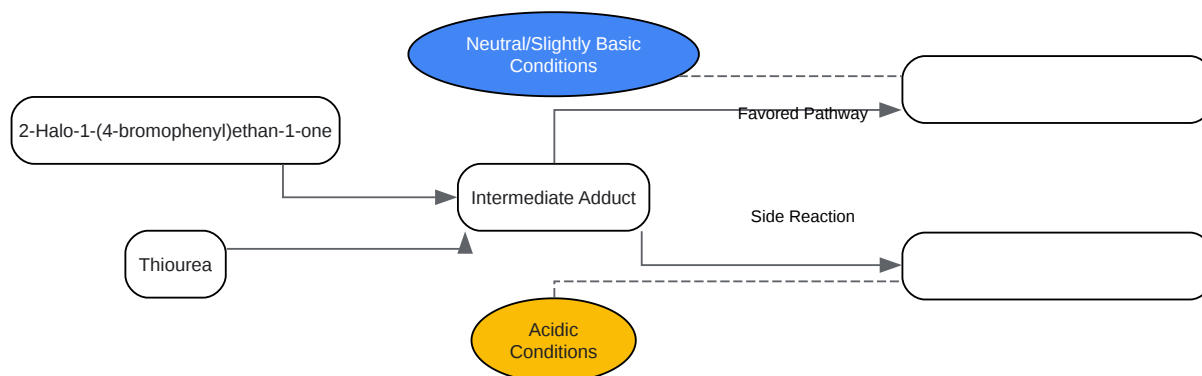 Neutral/Slightly Basic
Conditions
Favored Pathway
2-Halo-1-(4-bromophenyl)ethan-1-one
Intermediate Adduct
Side Reaction
Thiourea
Acidic
Conditions